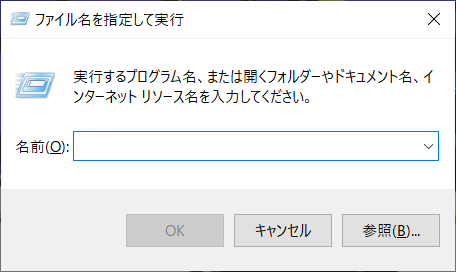 ファイル名を指定して実行
実行するプログラム名、または開くフォルダーやドキュメント名、イ
ンターネット リソース名を入力してください。
名前(O):
OK キャンセル 参照(B)...